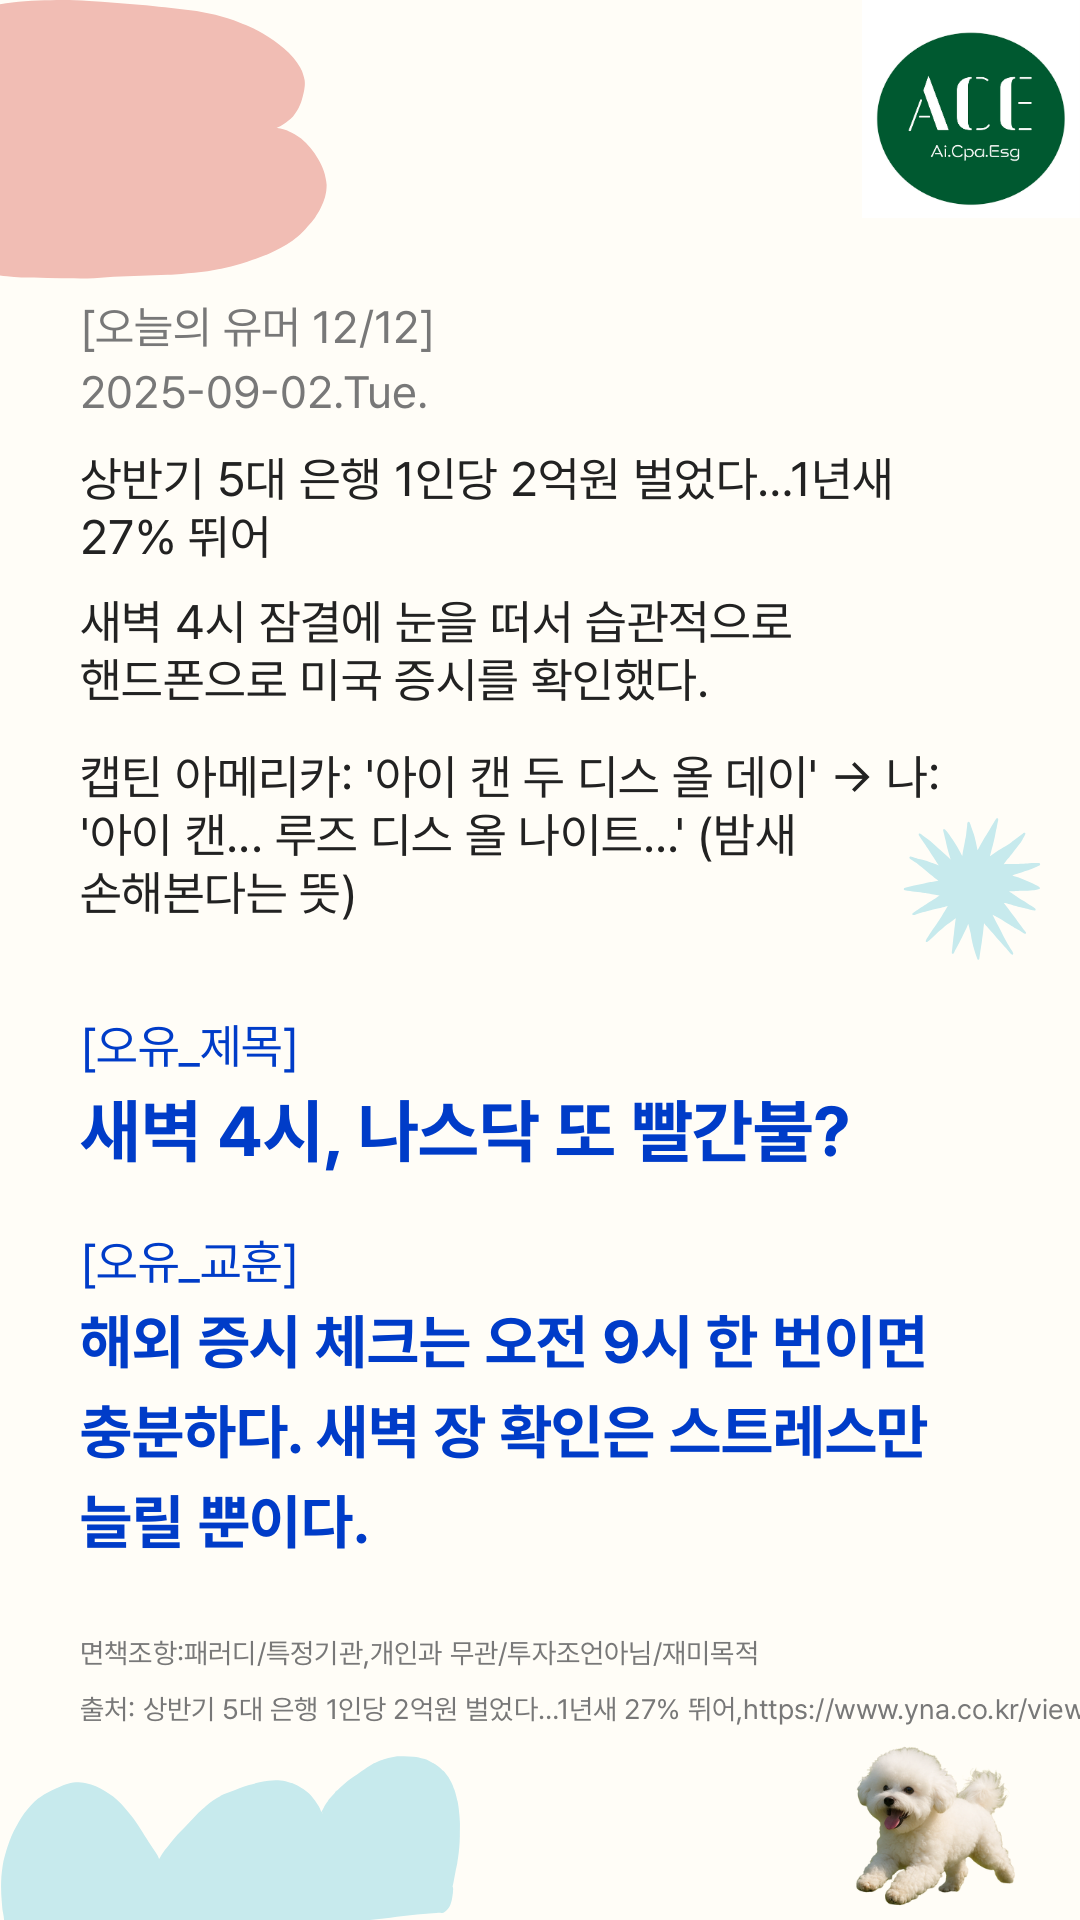 ACE
Ai.Cpa.Esg
[오늘의 유머 12/12]
2025-09-02.Tue.
상반기 5대 은행 1인당 2억원 벌었다...1년새
27% 뛰어
새벽 4시 잠결에 눈을 떠서 습관적으로
핸드폰으로 미국 증시를 확인했다.
캡틴 아메리카: '아이 캔 두 디스 올 데이' → 나:
'아이 캔... 루즈 디스 올 나이트...' (밤새
손해본다는 뜻)
[오유_제목]
새벽 4시, 나스닥 또 빨간불?
[오유_교훈]
해외 증시 체크는 오전 9시 한 번이면
충분하다. 새벽 장 확인은 스트레스만
늘릴 뿐이다.
면책조항:패러디/특정기관,개인과 무관/투자조언아님/재미목적
출처: 상반기 5대 은행 1인당 2억원 벌었다...1년새 27% 뛰어,https://www.yna.co.kr/view